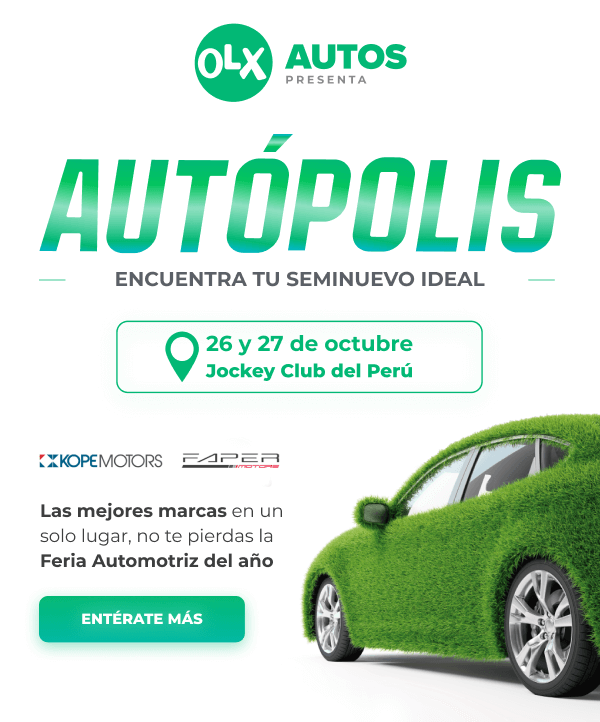 OLX AUTOS
PRESENTA
AUTÓPOLIS
ENCUENTRA TU SEMINUEVO IDEAL
26 y 27 de octubre
Jockey Club del Perú
KOPEMOTORS FAPER MOTORS
Las mejores marcas en un
solo lugar, no te pierdas la
Feria Automotriz del año
ENTÉRATE MÁS